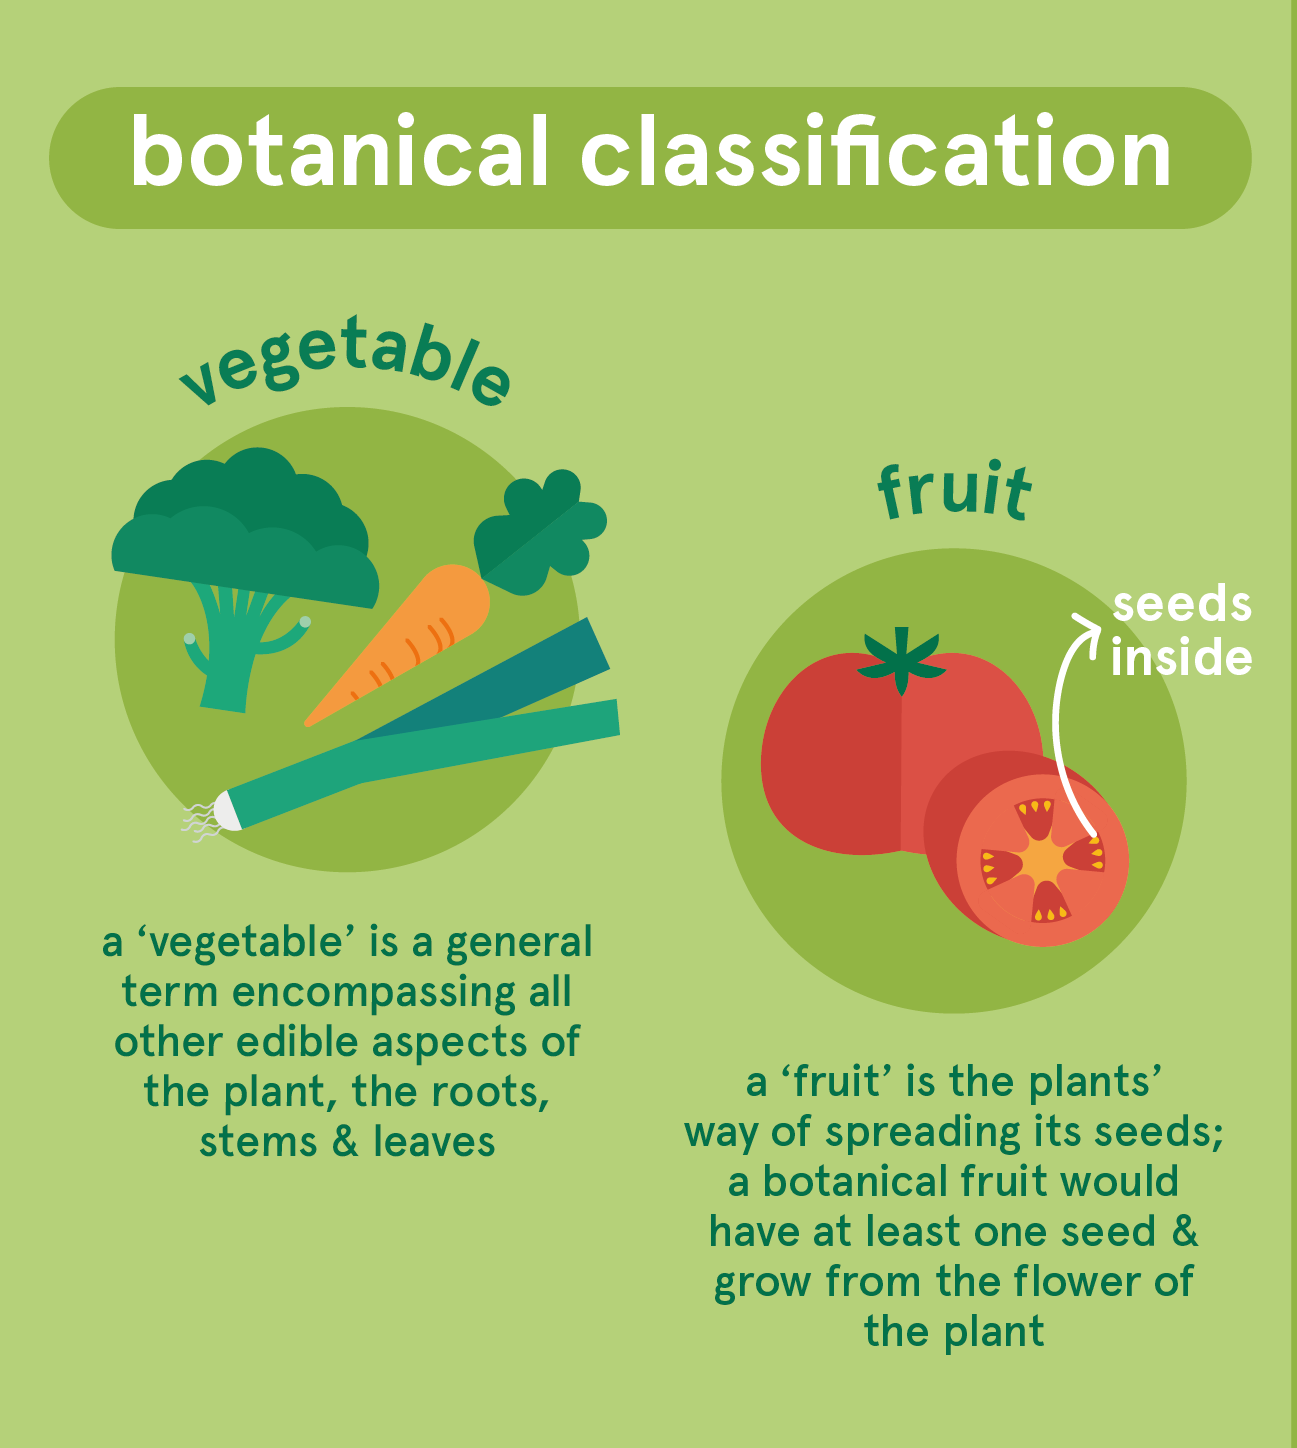 botanical classification
vegetable
a ‘vegetable’ is a general
term encompassing all
other edible aspects of
the plant, the roots,
stems & leaves
fruit
seeds
inside
a ‘fruit’ is the plants’
way of spreading its seeds;
a botanical fruit would
have at least one seed &
grow from the flower of
the plant